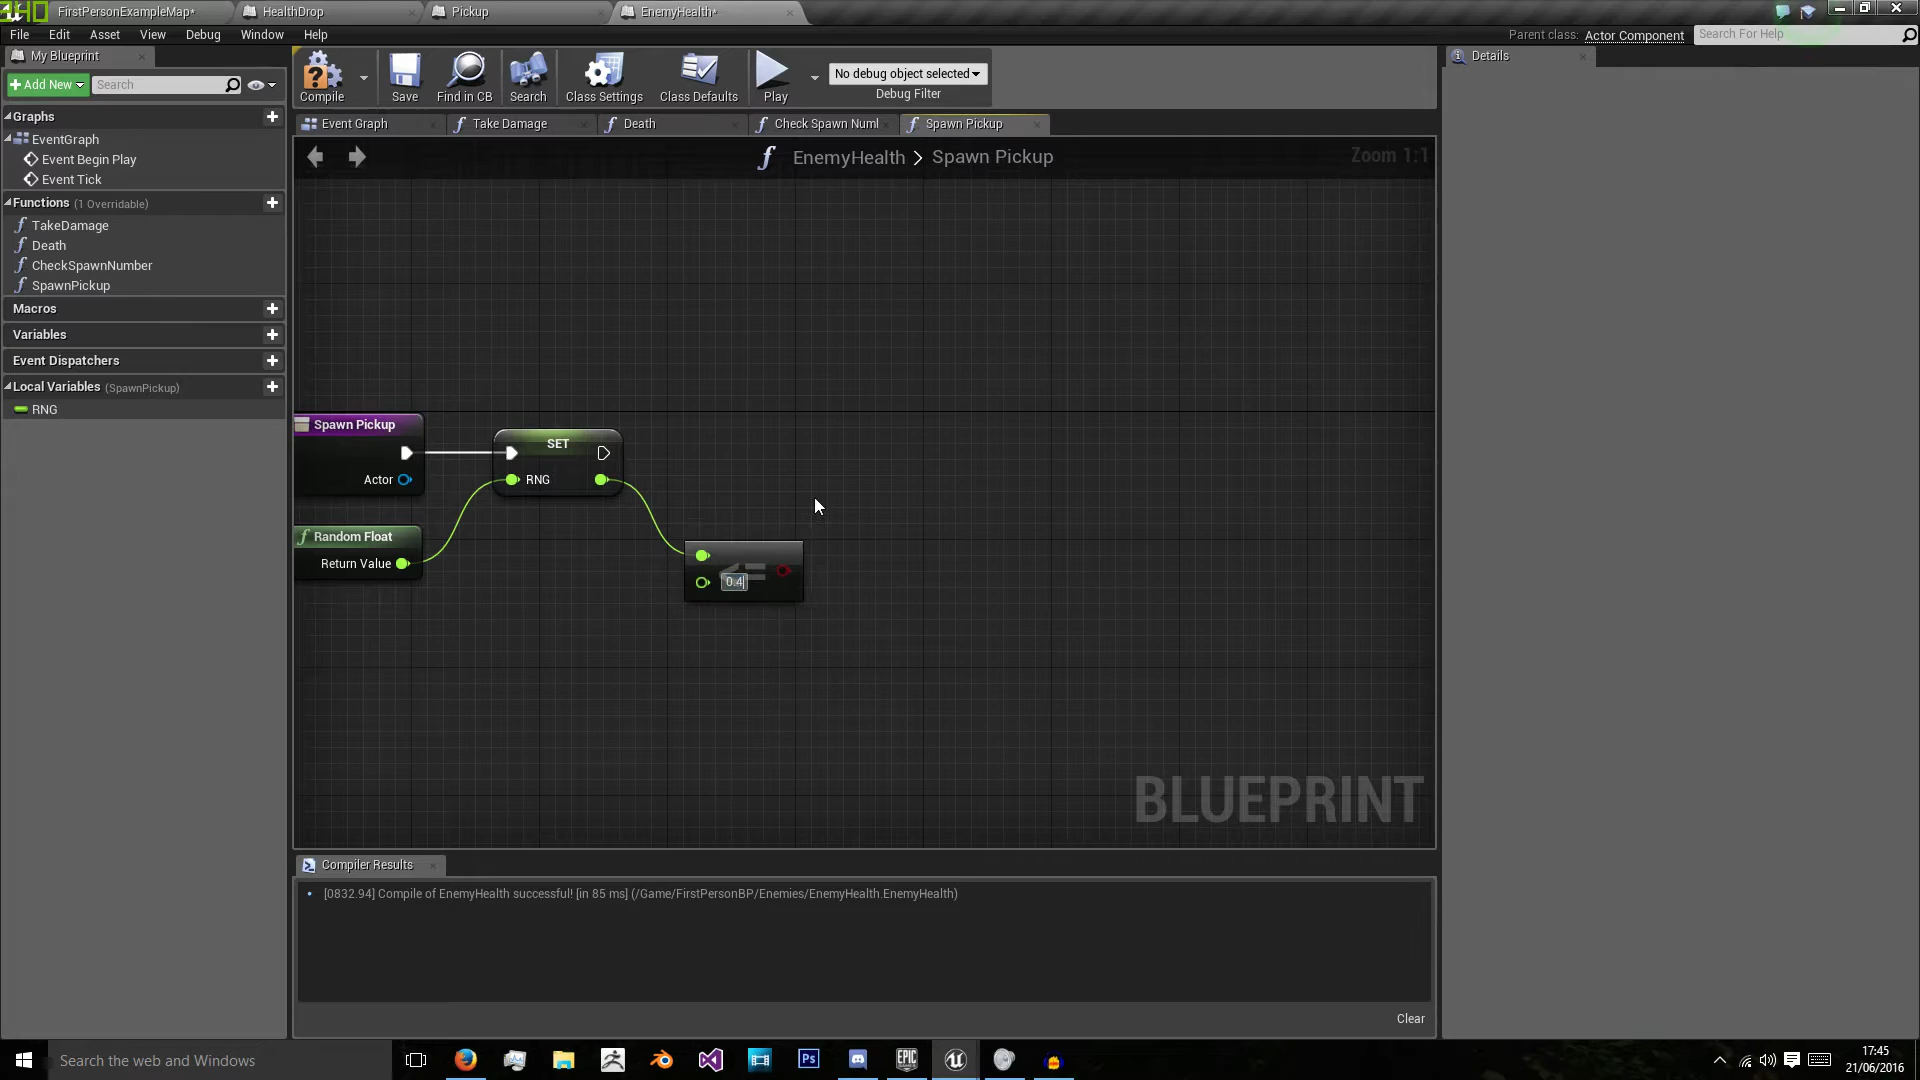 340
FirstPersonExampleMap*
HealthDrop
Pickup
EnemyHealth*
File Edit Asset View Debug Window Help
Parent class: Actor Component
Search For Help
My Blueprint
Add New
Search
Graphs
EventGraph
Event Begin Play
Event Tick
Functions (1 Overridable)
TakeDamage
Death
CheckSpawnNumber
SpawnPickup
Macros
Variables
Event Dispatchers
Local Variables (SpawnPickup)
RNG
Compile
Save
Find in CB
Search
Class Settings
Class Defaults
Play
No debug object selected
Debug Filter
Event Graph
Take Damage
Death
Check Spawn Numl
Spawn Pickup
EnemyHealth > Spawn Pickup
Zoom 1:1
Spawn Pickup
Actor
SET
RNG
Random Float
Return Value
<=
0.4
BLUEPRINT
Compiler Results
[0832.94] Compile of EnemyHealth successful! [in 85 ms] (/Game/FirstPersonBP/Enemies/EnemyHealth.EnemyHealth)
Clear
Details
Search the web and Windows
Ps
EPIC
17:45
21/06/2016